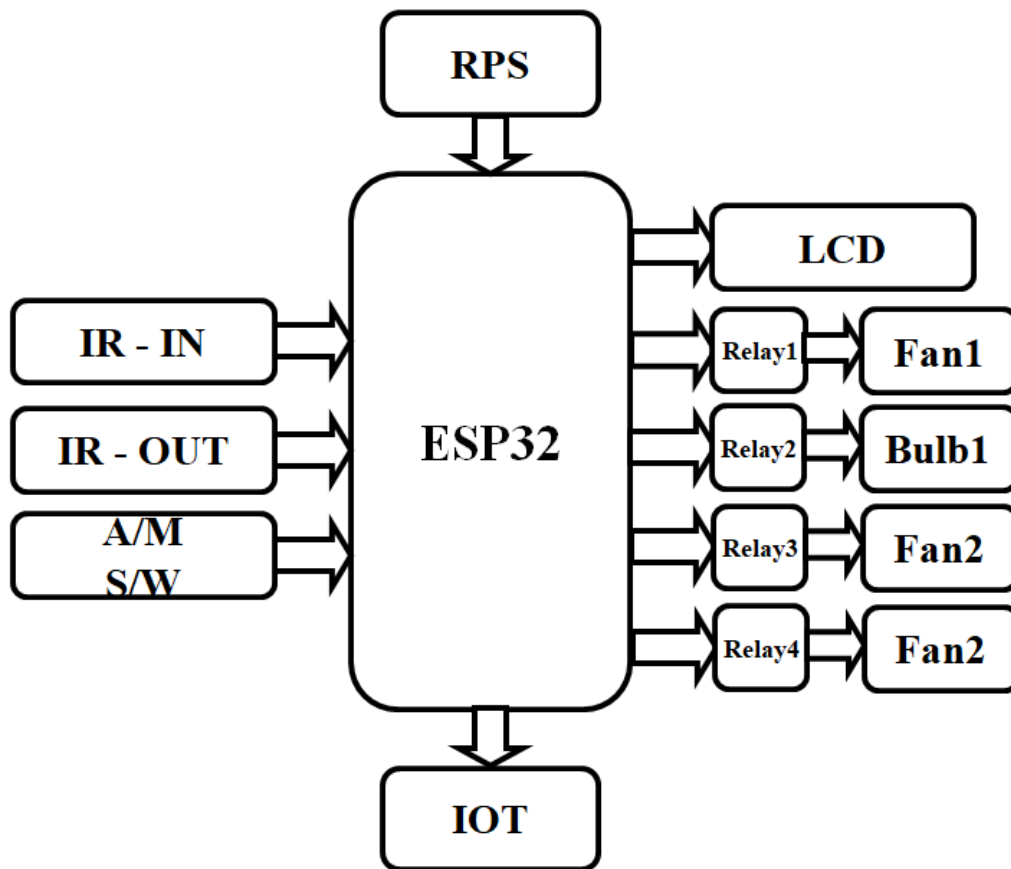 RPS
LCD
IR - IN
Relay1
Fan1
IR - OUT
ESP32
Relay2
Bulb1
A/M
S/W
Relay3
Fan2
Relay4
Fan2
IOT